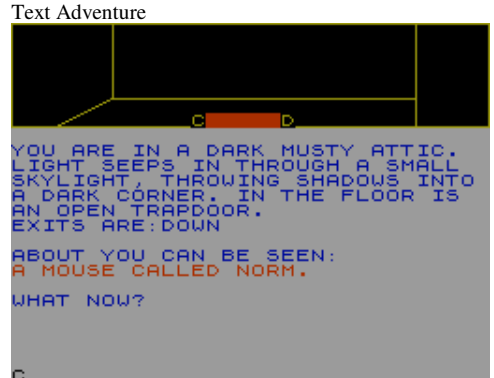 Text Adventure
C D
YOU ARE IN A DARK MUSTY ATTIC.
LIGHT SEEPS IN THROUGH A SMALL
SKYLIGHT, THROWING SHADOWS INTO
A DARK CORNER. IN THE FLOOR IS
AN OPEN TRAPDOOR.
EXITS ARE:DOWN
ABOUT YOU CAN BE SEEN:
A MOUSE CALLED NORM.
WHAT NOW?